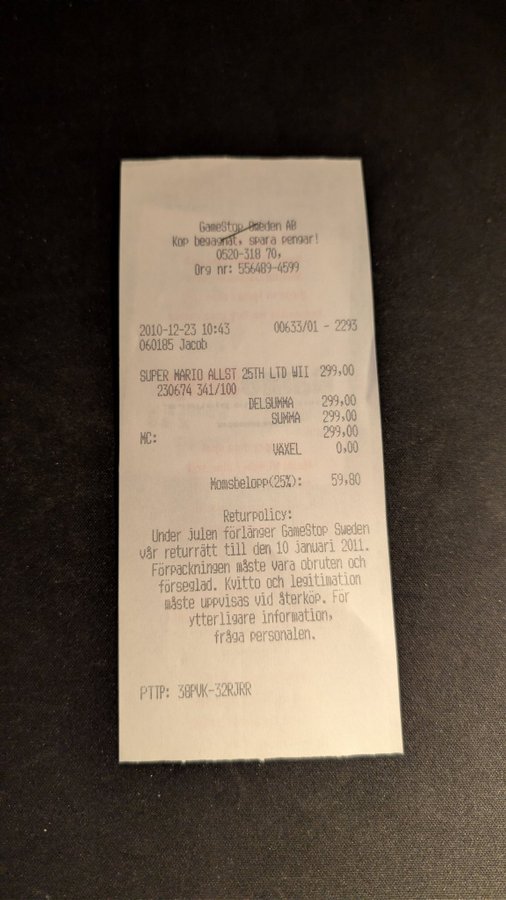 GameStop Sweden AB
Köp begagnat, spara pengar!
0520-318 70,
Org nr: 556489-4599
2010-12-23 10:43 00633/01 - 2293
060185 Jacob
SUPER MARIO ALLST 25TH LTD WII 299,00
230674 341/100
DELSUMMA 299,00
SUMMA 299,00
MC: 299,00
VÄXEL 0,00
Momsbelopp(25%): 59,80
Returpolicy:
Under julen förlänger GameStop Sweden
vår returrätt till den 10 januari 2011.
Förpackningen måste vara obruten och
förseglad. Kvitto och legitimation
måste uppvisas vid återköp. För
ytterligare information,
fråga personalen.
PTTP: 38PVK-32RJRR